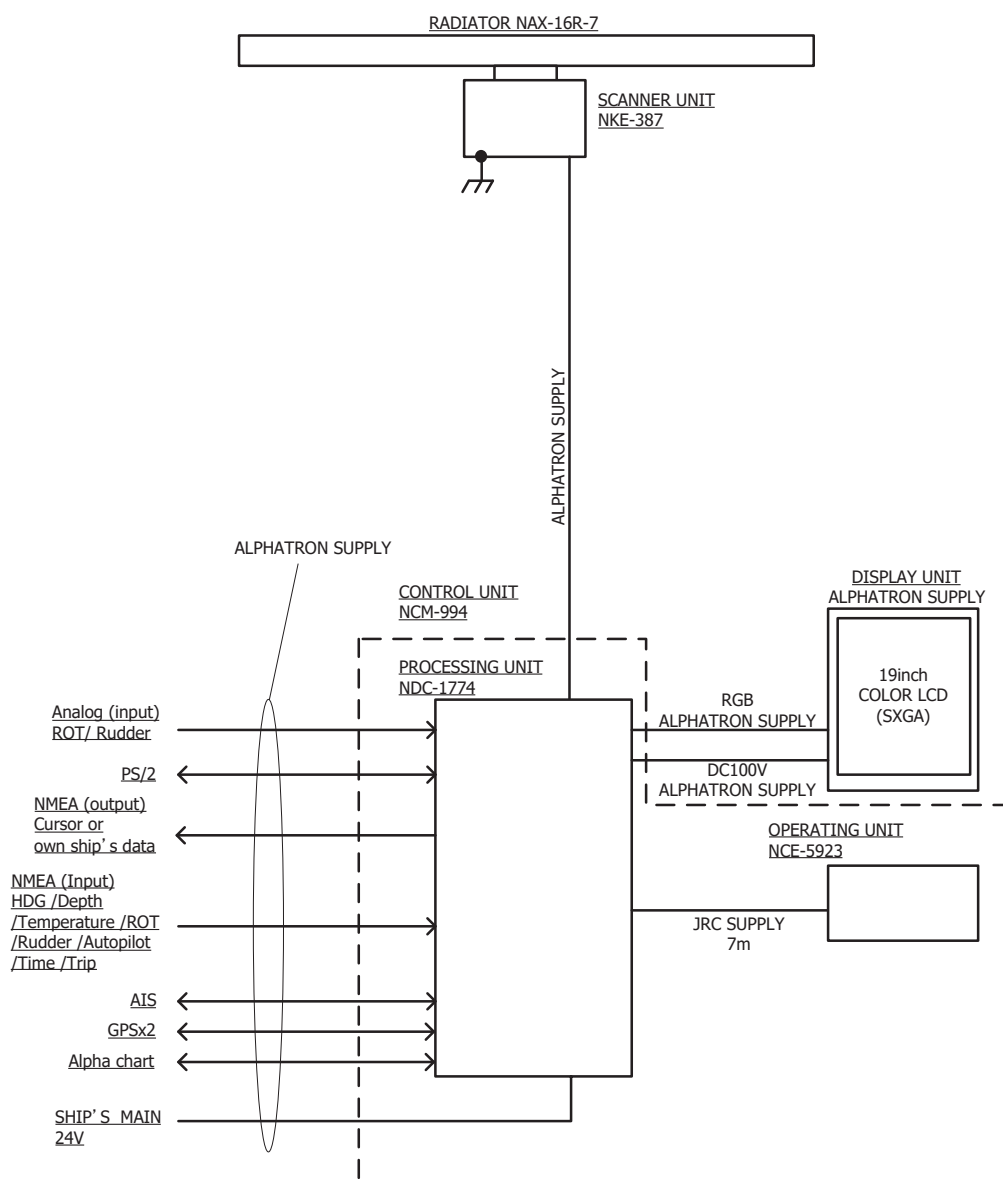 RADIATOR NAX-16R-7
SCANNER UNIT
NKE-387
ALPHATRON SUPPLY
ALPHATRON SUPPLY
CONTROL UNIT
NCM-994
DISPLAY UNIT
ALPHATRON SUPPLY
19inch
COLOR LCD
(SXGA)
PROCESSING UNIT
NDC-1774
RGB
ALPHATRON SUPPLY
DC100V
ALPHATRON SUPPLY
OPERATING UNIT
NCE-5923
JRC SUPPLY
7m
Analog (input)
ROT/ Rudder
PS/2
NMEA (output)
Cursor or
own ship's data
NMEA (Input)
HDG /Depth
/Temperature /ROT
/Rudder /Autopilot
/Time /Trip
AIS
GPSx2
Alpha chart
SHIP'S MAIN
24V